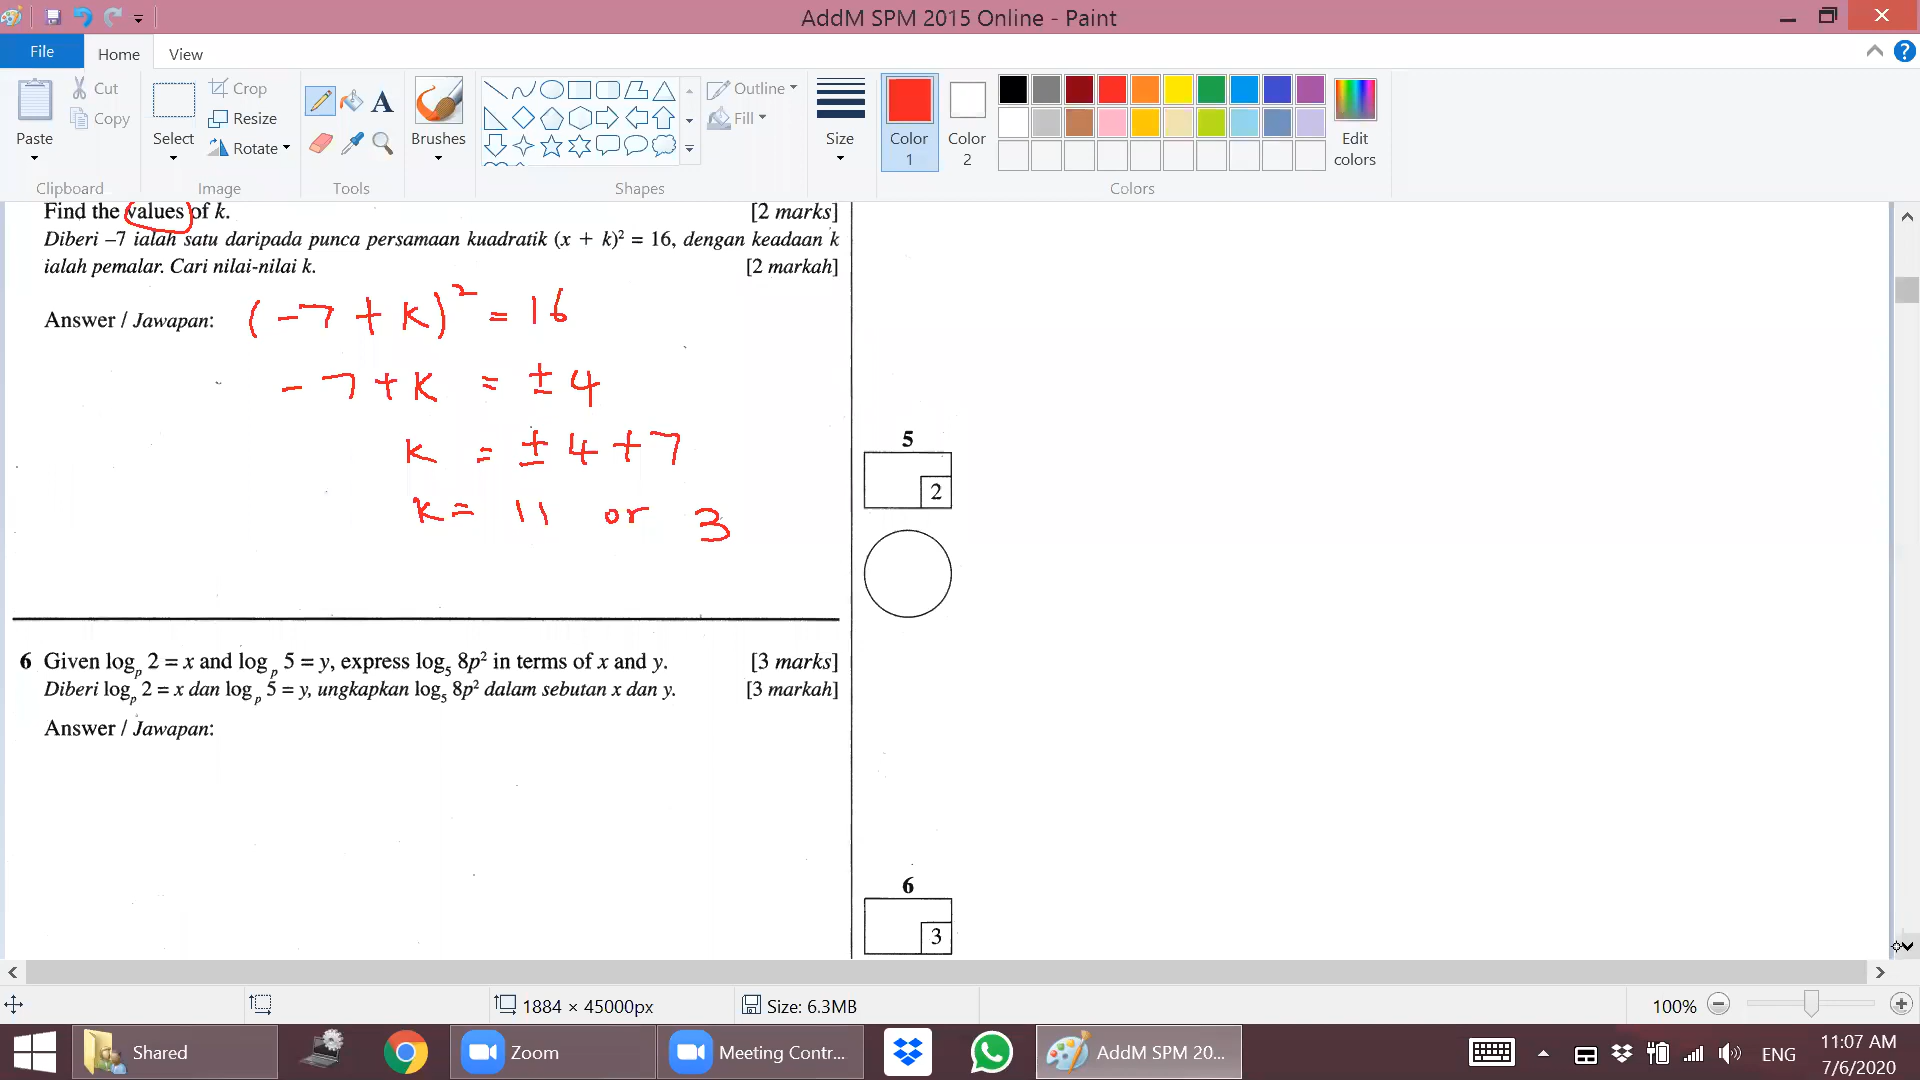 AddM SPM 2015 Online - Paint
File Home View
Paste
Clipboard
Cut
Copy
Select
Crop
Resize
Rotate
Image
A
Tools
Brushes
Outline
Fill
Shapes
Size
Color 1
Color 2
Edit colors
Colors
Find the values of k. [2 marks]
Diberi –7 ialah satu daripada punca persamaan kuadratik (x + k)² = 16, dengan keadaan k
ialah pemalar. Cari nilai-nilai k. [2 markah]
Answer / Jawapan: (-7 + k)² = 16
-7 + k = ± 4
k = ± 4 + 7
k = 11 or 3
5
2
6 Given logₚ 2 = x and logₚ 5 = y, express log₅ 8p² in terms of x and y. [3 marks]
Diberi logₚ 2 = x dan logₚ 5 = y, ungkapkan log₅ 8p² dalam sebutan x dan y. [3 markah]
Answer / Jawapan:
6
3
1884 × 45000px
Size: 6.3MB
100%
Shared
Zoom
Meeting Contr...
AddM SPM 20...
ENG
11:07 AM
7/6/2020